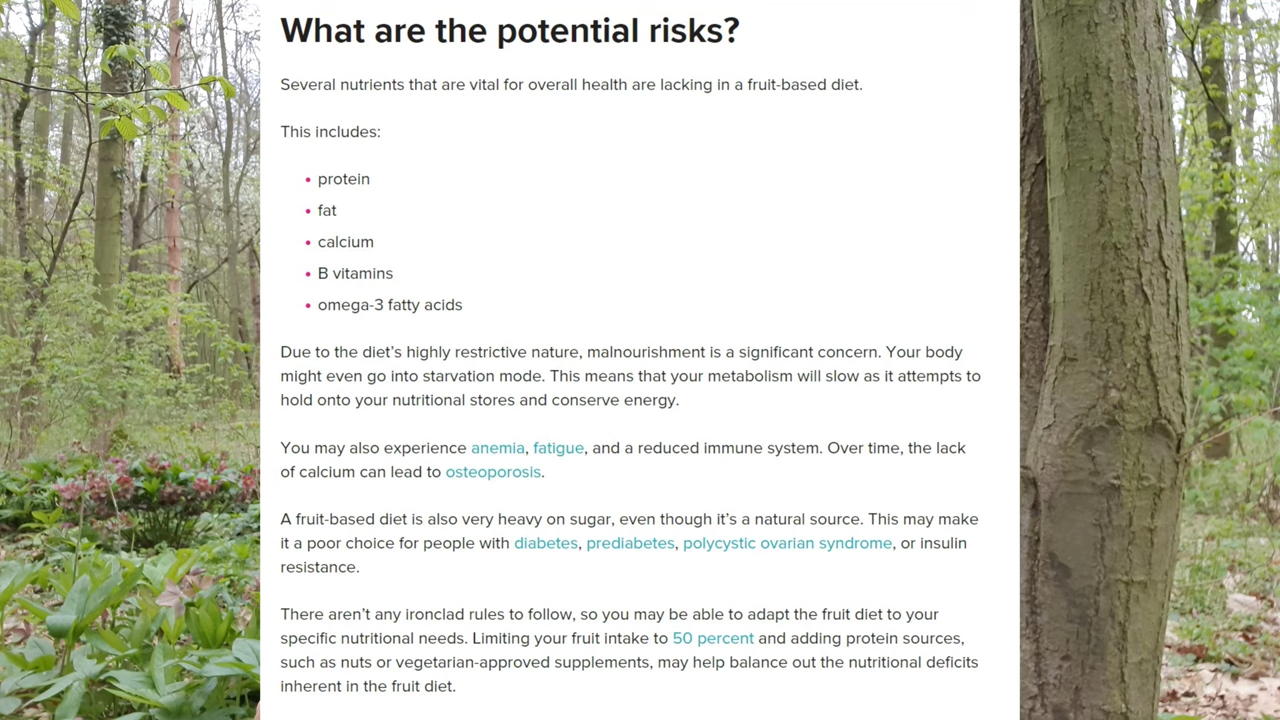 What are the potential risks?
Several nutrients that are vital for overall health are lacking in a fruit-based diet.
This includes:
• protein
• fat
• calcium
• B vitamins
• omega-3 fatty acids
Due to the diet’s highly restrictive nature, malnourishment is a significant concern. Your body
might even go into starvation mode. This means that your metabolism will slow as it attempts to
hold onto your nutritional stores and conserve energy.
You may also experience anemia, fatigue, and a reduced immune system. Over time, the lack
of calcium can lead to osteoporosis.
A fruit-based diet is also very heavy on sugar, even though it’s a natural source. This may make
it a poor choice for people with diabetes, prediabetes, polycystic ovarian syndrome, or insulin
resistance.
There aren’t any ironclad rules to follow, so you may be able to adapt the fruit diet to your
specific nutritional needs. Limiting your fruit intake to 50 percent and adding protein sources,
such as nuts or vegetarian-approved supplements, may help balance out the nutritional deficits
inherent in the fruit diet.